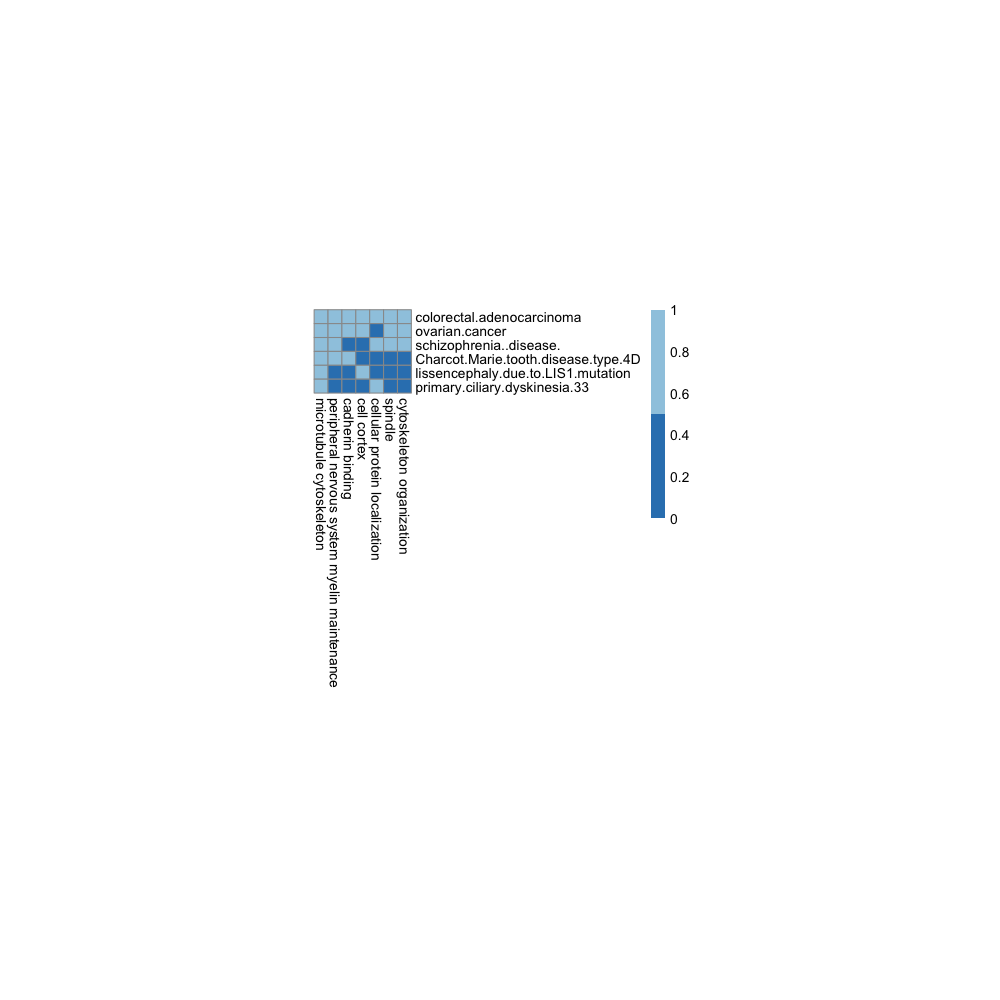 colorectal.adenocarcinoma
ovarian.cancer
schizophrenia..disease.
Charcot.Marie.tooth.disease.type.4D
lissencephaly.due.to.LIS1.mutation
primary.ciliary.dyskinesia.33
microtubule cytoskeleton
peripheral nervous system myelin maintenance
cadherin binding
cell cortex
cellular protein localization
spindle
cytoskeleton organization
1
0.8
0.6
0.4
0.2
0